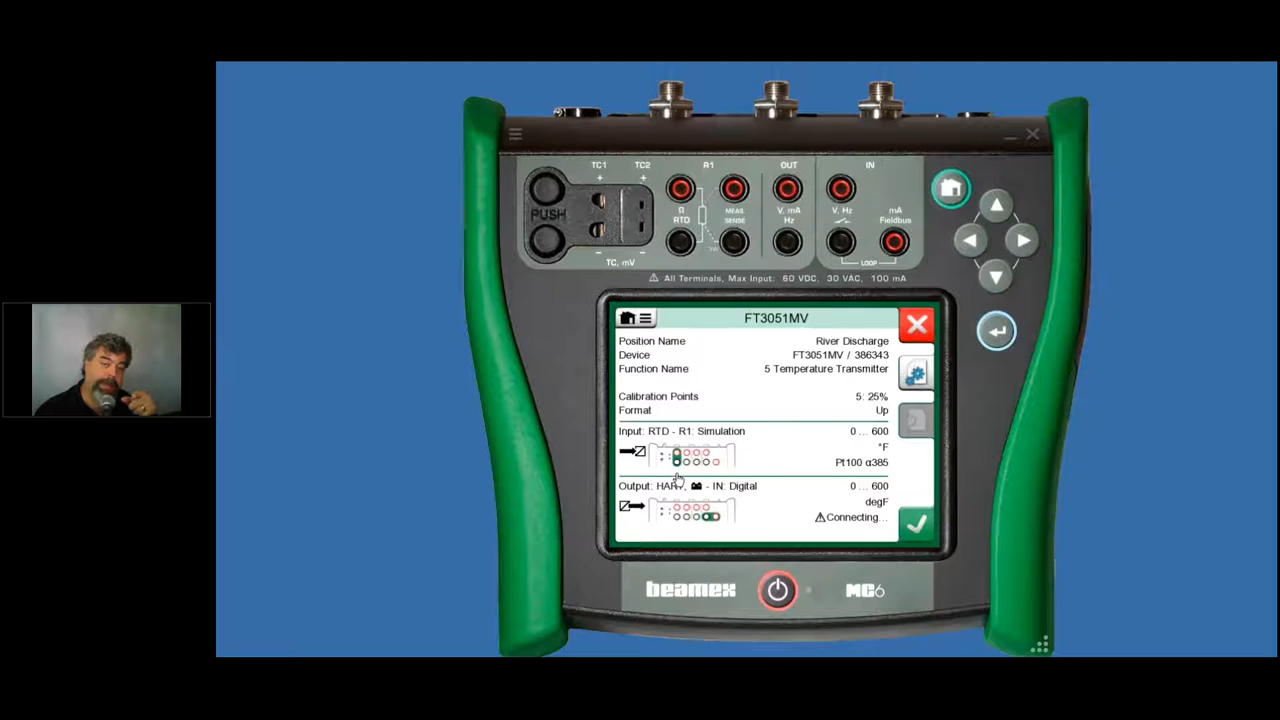 TC1 TC2 R1 OUT IN
+ +
PUSH
Ω
RTD
MEAS.
SENSE
V, mA
Hz
V, Hz
mA
Fieldbus
LOOP
TC, mV
All Terminals, Max Input: 60 VDC, 30 VAC, 100 mA
FT3051MV
Position Name River Discharge
Device FT3051MV / 386343
Function Name 5 Temperature Transmitter
Calibration Points 5: 25%
Format Up
Input: RTD - R1: Simulation 0 ... 600
°F
Pt100 α385
Output: HART, - IN: Digital 0 ... 600
degF
Connecting...
beamex MC6